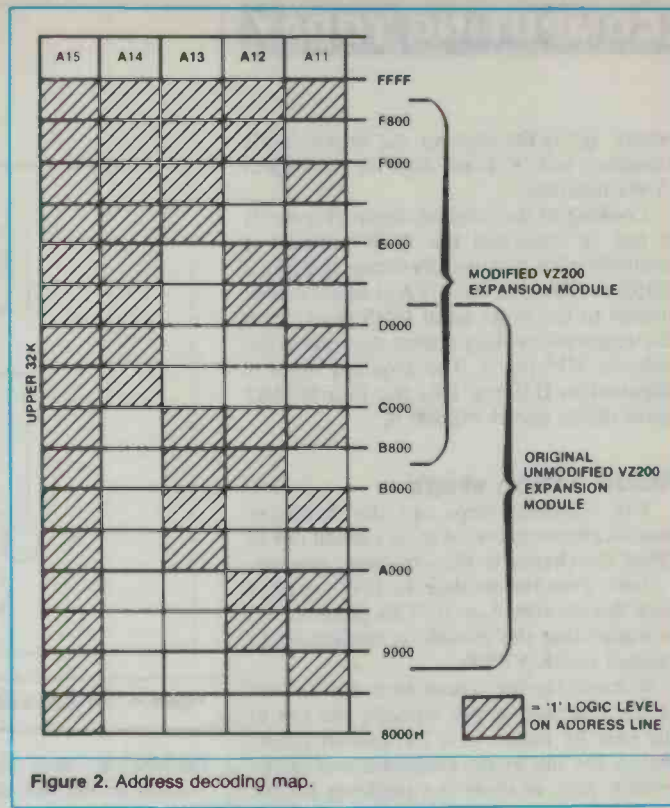 A15 A14 A13 A12 A11
FFFF
F800
F000
E000
MODIFIED VZ200
EXPANSION MODULE
D000
UPPER 32K
C000
B800
B000
ORIGINAL
UNMODIFIED VZ200
EXPANSION
MODULE
A000
9000
= '1' LOGIC LEVEL
ON ADDRESS LINE
8000H
Figure 2. Address decoding map.